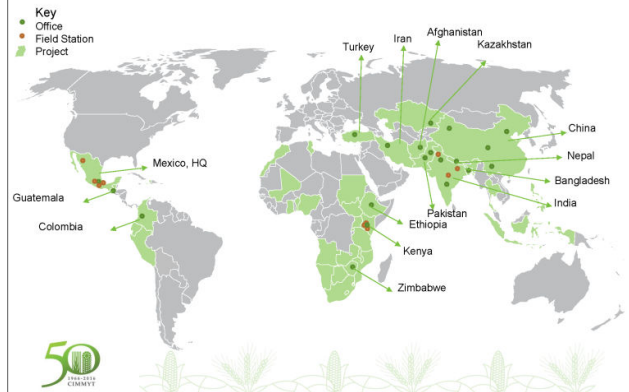 Key
Office
Field Station
Project
Turkey
Iran
Afghanistan
Kazakhstan
China
Nepal
Bangladesh
India
Pakistan
Ethiopia
Kenya
Zimbabwe
Mexico, HQ
Guatemala
Colombia
50
1966-2016
CIMMYT